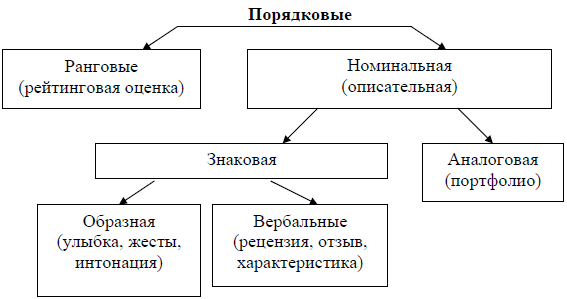 Порядковые
Ранговые
(рейтинговая оценка)
Номинальная
(описательная)
Знаковая
Аналоговая
(портфолио)
Образная
(улыбка, жесты,
интонация)
Вербальные
(рецензия, отзыв,
характеристика)